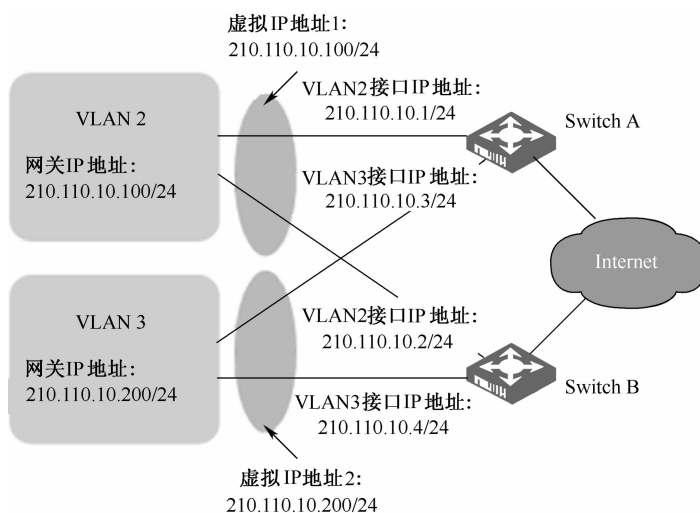 虚拟IP地址1:
210.110.10.100/24
VLAN2接口IP地址:
210.110.10.1/24
VLAN 2
网关IP地址:
210.110.10.100/24
Switch A
VLAN3接口IP地址:
210.110.10.3/24
Internet
VLAN 3
网关IP地址:
210.110.10.200/24
VLAN2接口IP地址:
210.110.10.2/24
Switch B
VLAN3接口IP地址:
210.110.10.4/24
虚拟IP地址2:
210.110.10.200/24